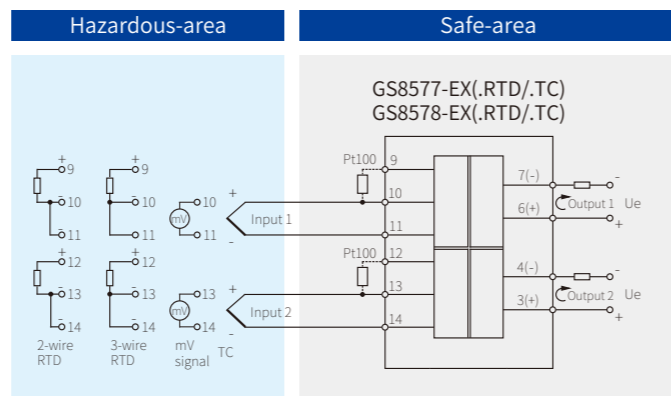 Hazardous-area
Safe-area
GS8577-EX(.RTD/.TC)
GS8578-EX(.RTD/.TC)
+
9
-
10
-
11
+
12
-
13
-
14
2-wire
RTD
+
9
-
10
-
11
+
12
-
13
-
14
3-wire
RTD
mV
10
11
mV
13
14
mV
signal
+
Input 1
-
+
Input 2
-
TC
Pt100
9
10
11
Pt100
12
13
14
7(-)
-
Output 1 Ue
6(+)
+
4(-)
-
Output 2 Ue
3(+)
+